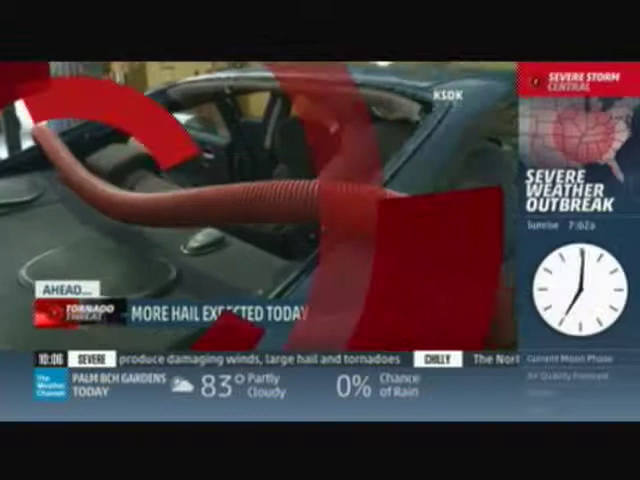 KSDK
SEVERE STORM
CENTRAL
SEVERE
WEATHER
OUTBREAK
Sunrise 7:02a
AHEAD...
TORNADO
THREAT
MORE HAIL EXPECTED TODAY
10:06 SEVERE produce damaging winds, large hail and tornadoes CHILLY The Nort
Current Moon Phase
Air Quality Forecast
The
Weather
Channel
PALM BCH GARDENS
TODAY
83° Partly
Cloudy
0% Chance
of Rain